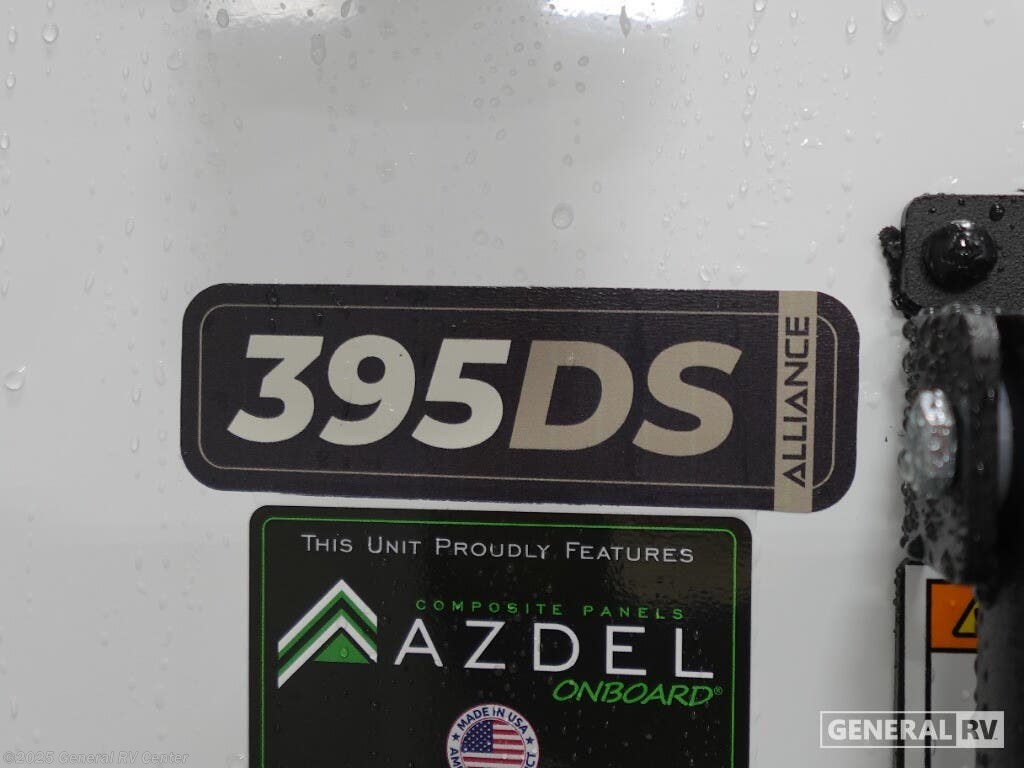 395DS
ALLIANCE
THIS UNIT PROUDLY FEATURES
COMPOSITE PANELS
AZDEL
ONBOARD®
MADE IN USA
GENERAL RV
©2025 General RV Center